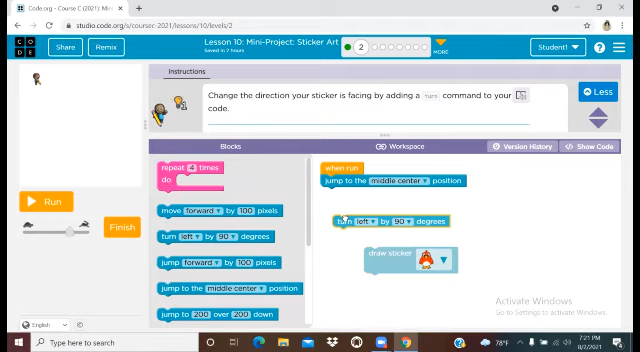 Code.org - Lesson 10: Mini-Proje
studio.code.org/s/coursec-2021/lessons/10/levels/2
C O D E
Share
Remix
Lesson 10: Mini-Project: Sticker Art
Saved in 2 hours
2
MORE
Student1
Instructions
Change the direction your sticker is facing by adding a turn command to your code.
Less
Blocks
Workspace
Version History
Show Code
Run
Finish
repeat 4 times
do
move forward by 100 pixels
turn left by 90 degrees
jump forward by 100 pixels
jump to the middle center position
jump to 200 over 200 down
when run
jump to the middle center position
turn left by 90 degrees
draw sticker
Activate Windows
Go to Settings to activate Windows.
English
Type here to search
78°F
7:21 PM
8/2/2021